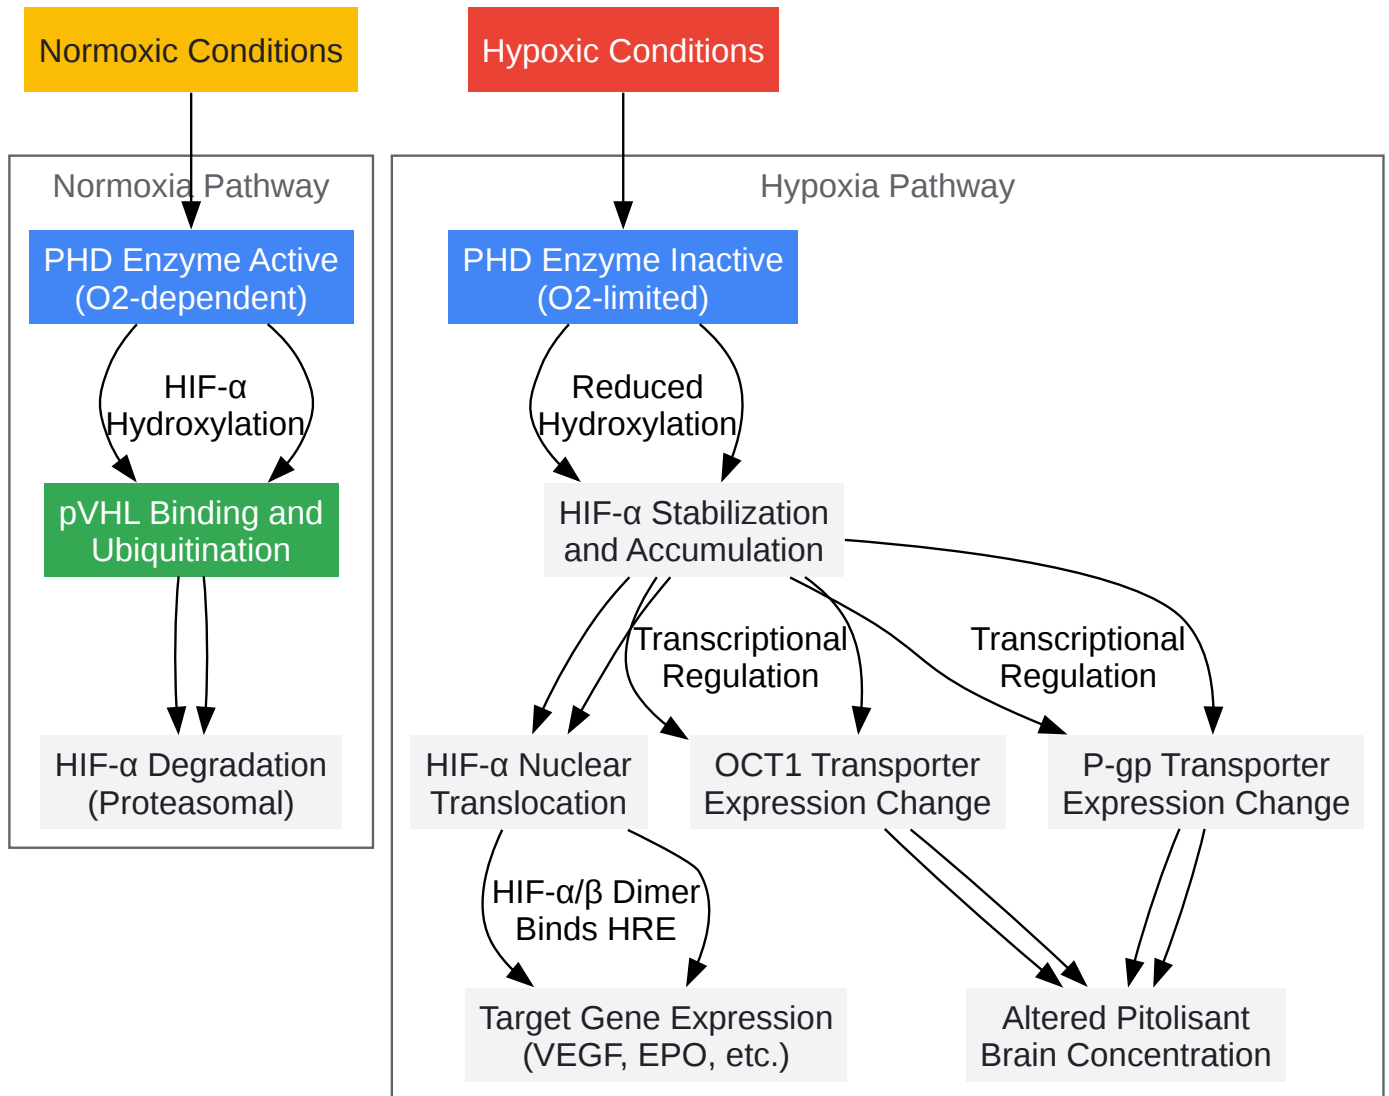 Normoxic Conditions
Hypoxic Conditions
Normoxia Pathway
Hypoxia Pathway
PHD Enzyme Active
(O2-dependent)
PHD Enzyme Inactive
(O2-limited)
HIF-α
Hydroxylation
Reduced
Hydroxylation
pVHL Binding and
Ubiquitination
HIF-α Stabilization
and Accumulation
Transcriptional
Regulation
Transcriptional
Regulation
HIF-α Degradation
(Proteasomal)
HIF-α Nuclear
Translocation
OCT1 Transporter
Expression Change
P-gp Transporter
Expression Change
HIF-α/β Dimer
Binds HRE
Target Gene Expression
(VEGF, EPO, etc.)
Altered Pitolisant
Brain Concentration